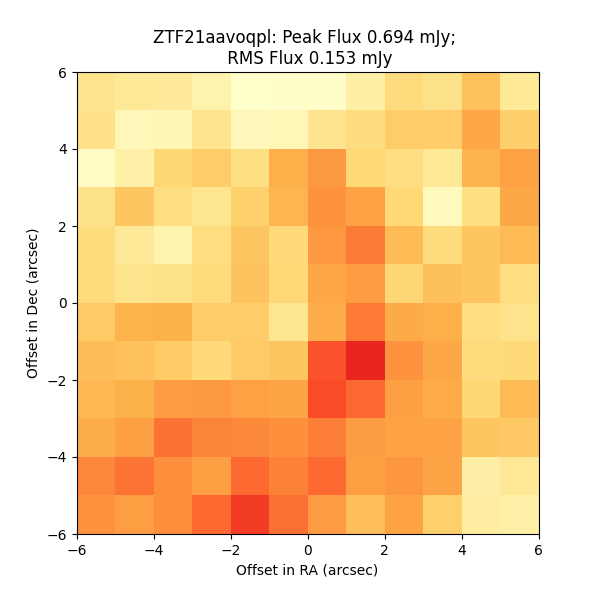 ZTF21aavoqpl: Peak Flux 0.694 mJy;
RMS Flux 0.153 mJy
6
4
2
0
−2
−4
−6
Offset in Dec (arcsec)
−6 −4 −2 0 2 4 6
Offset in RA (arcsec)